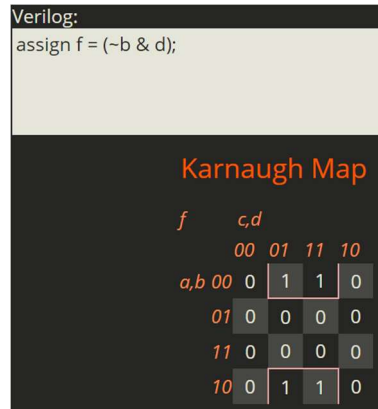 Verilog:
assign f = (~b & d);
Karnaugh Map
f c,d
00 01 11 10
a,b 00 0 1 1 0
01 0 0 0 0
11 0 0 0 0
10 0 1 1 0